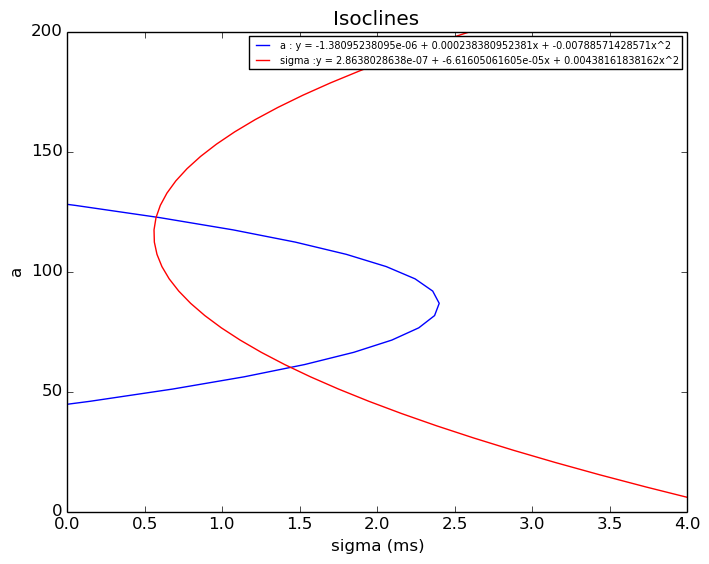 Isoclines
a : y = -1.38095238095e-06 + 0.000238380952381x + -0.00788571428571x^2
sigma :y = 2.8638028638e-07 + -6.61605061605e-05x + 0.00438161838162x^2
200
150
100
50
0
a
0.0 0.5 1.0 1.5 2.0 2.5 3.0 3.5 4.0
sigma (ms)